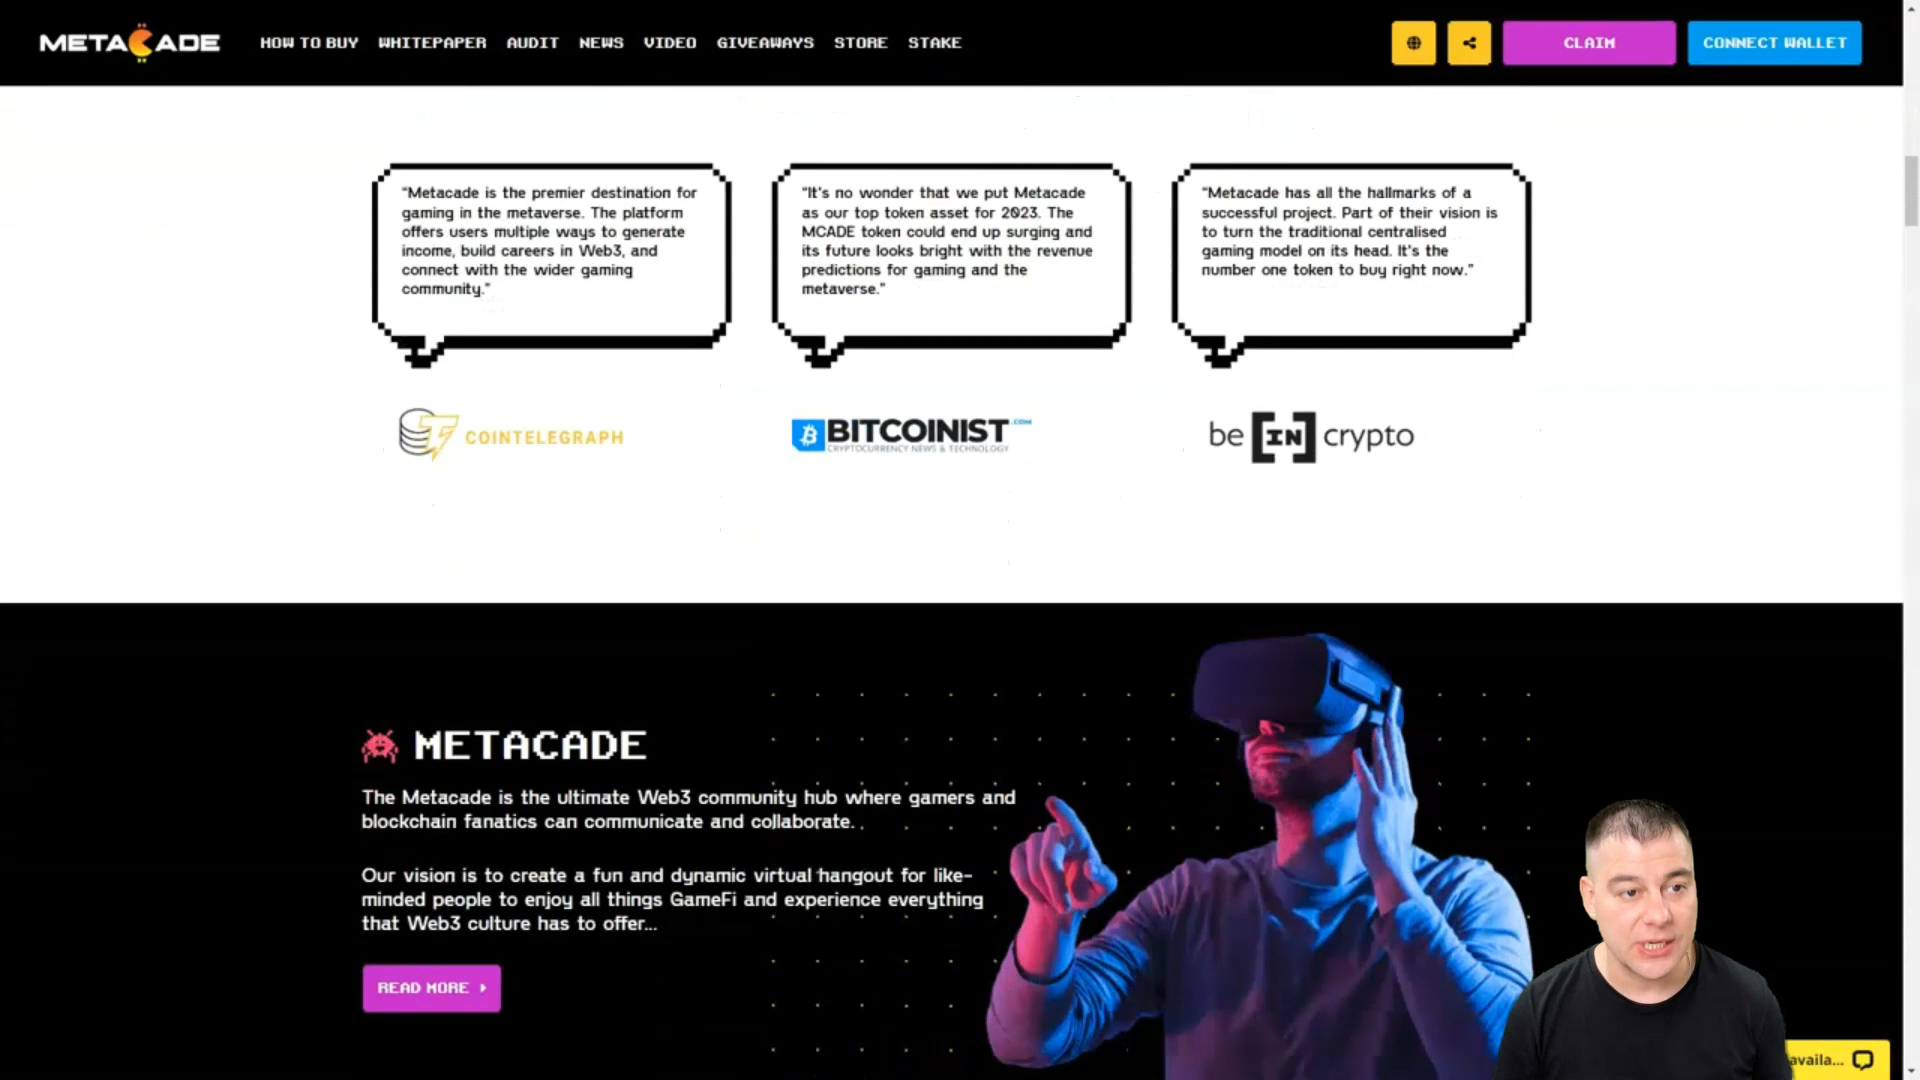 METACADE HOW TO BUY WHITEPAPER AUDIT NEWS VIDEO GIVEAWAYS STORE STAKE CLAIM CONNECT WALLET
"Metacade is the premier destination for
gaming in the metaverse. The platform
offers users multiple ways to generate
income, build careers in Web3, and
connect with the wider gaming
community."
"It's no wonder that we put Metacade
as our top token asset for 2023. The
MCADE token could end up surging and
its future looks bright with the revenue
predictions for gaming and the
metaverse."
"Metacade has all the hallmarks of a
successful project. Part of their vision is
to turn the traditional centralised
gaming model on its head. It's the
number one token to buy right now."
COINTELEGRAPH
BITCOINIST.COM
CRYPTOCURRENCY NEWS & TECHNOLOGY
be[IN]crypto
METACADE
The Metacade is the ultimate Web3 community hub where gamers and
blockchain fanatics can communicate and collaborate.
Our vision is to create a fun and dynamic virtual hangout for like-
minded people to enjoy all things GameFi and experience everything
that Web3 culture has to offer...
READ MORE
availa...